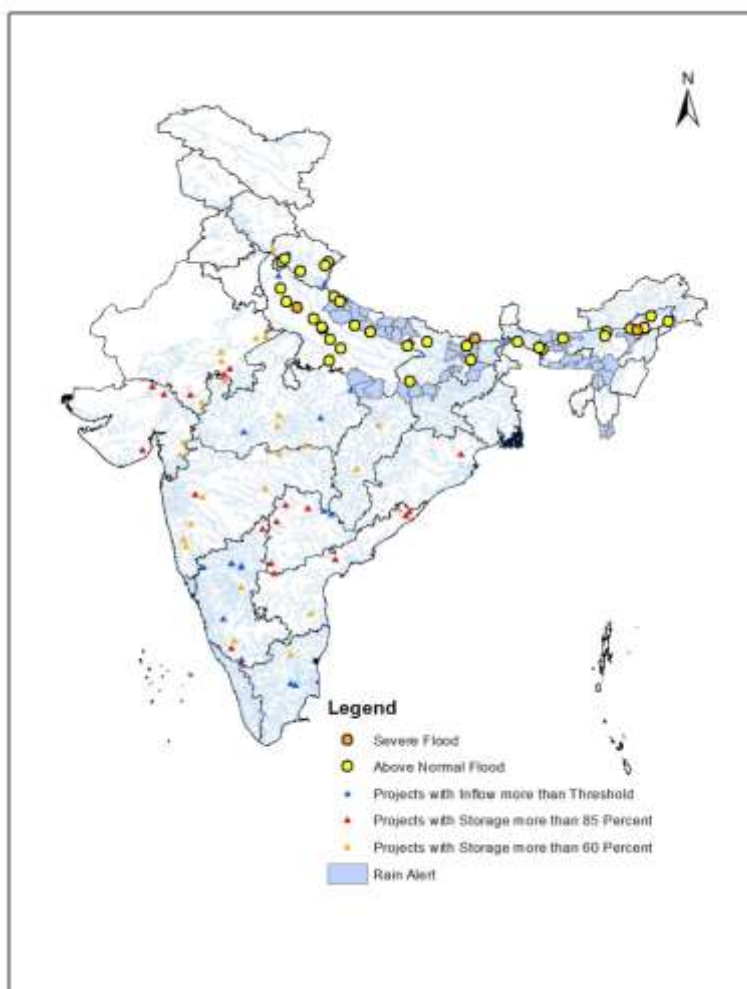 N
Legend
Severe Flood
Above Normal Flood
Projects with Inflow more than Threshold
Projects with Storage more than 85 Percent
Projects with Storage more than 60 Percent
Rain Alert